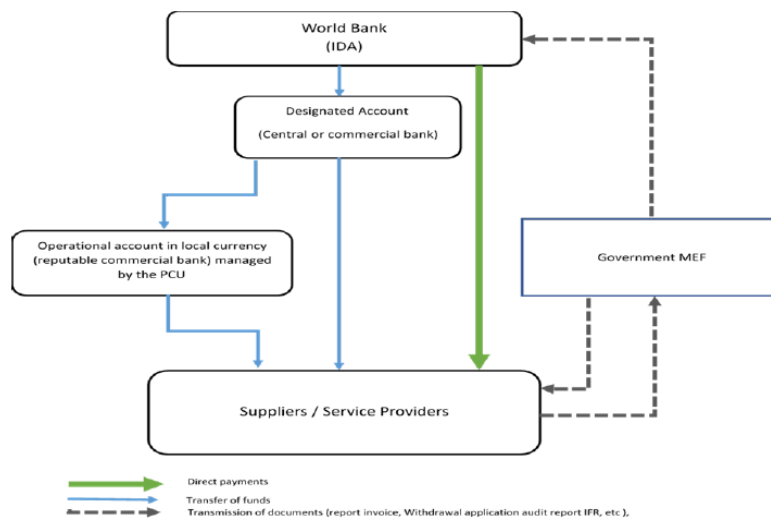 World Bank
(IDA)
Designated Account
(Central or commercial bank)
Operational account in local currency
(reputable commercial bank) managed
by the PCU
Government MEF
Suppliers / Service Providers
Direct payments
Transfer of funds
Transmission of documents (report invoice, Withdrawal application audit report IFR, etc ),